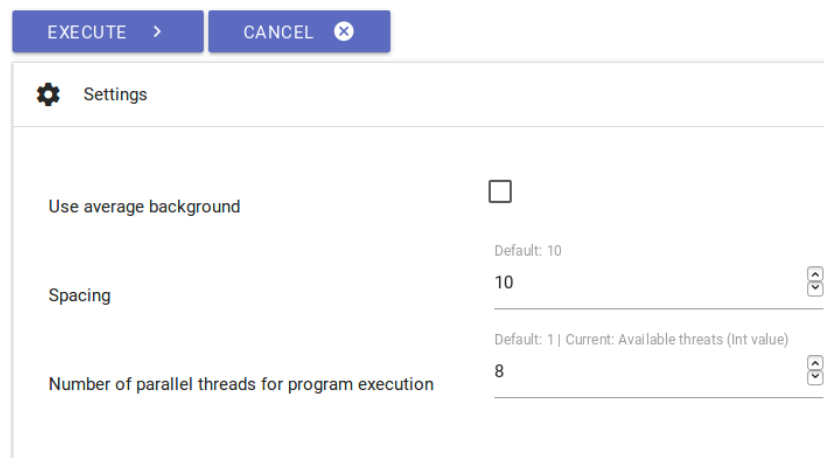 EXECUTE CANCEL
Settings
Use average background
Default: 10
10
Spacing
Default: 1 | Current: Available threats (Int value)
8
Number of parallel threads for program execution